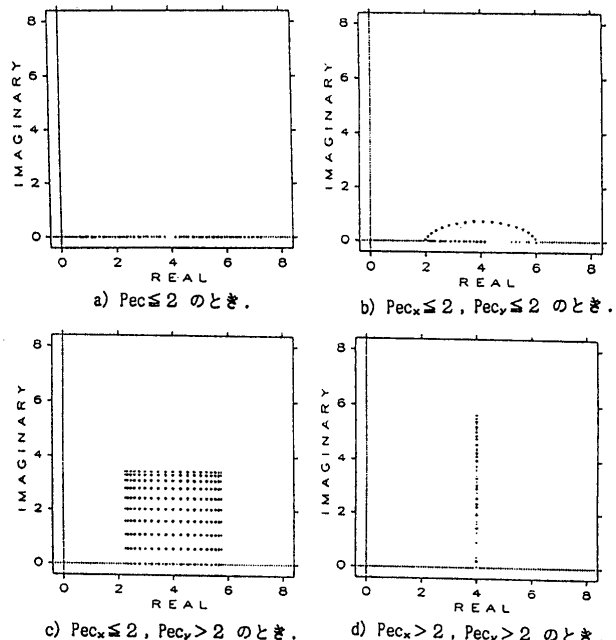 8
6
4
2
0
IMAGINARY
0 2 4 6 8
REAL
a) Pec≦2 のとき.
8
6
4
2
0
IMAGINARY
0 2 4 6 8
REAL
b) Pecₓ≦2, Pecᵧ≦2 のとき.
8
6
4
2
0
IMAGINARY
0 2 4 6 8
REAL
c) Pecₓ≦2, Pecᵧ>2 のとき.
8
6
4
2
0
IMAGINARY
0 2 4 6 8
REAL
d) Pecₓ>2, Pecᵧ>2 のとき